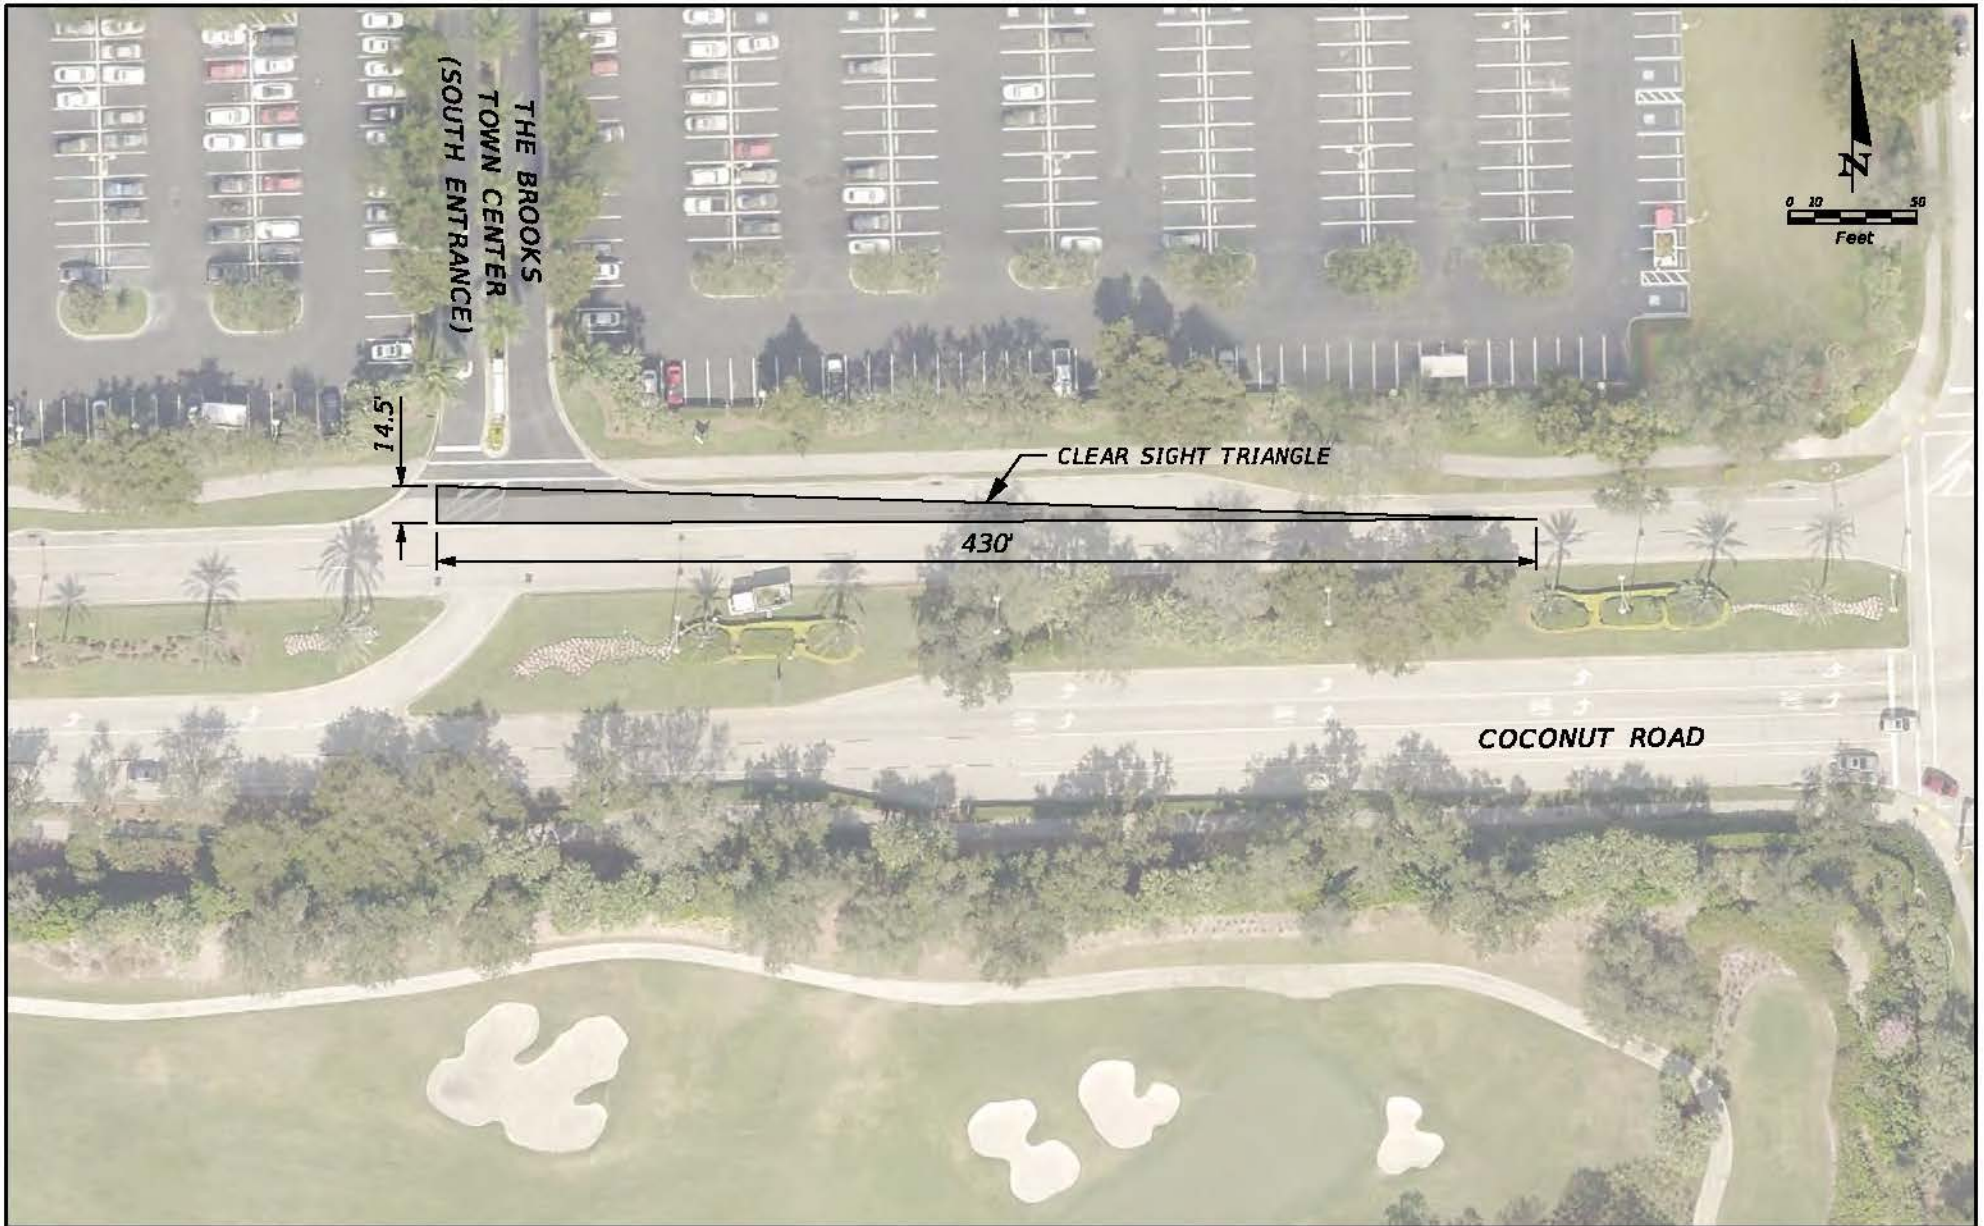 THE BROOKS
TOWN CENTER
(SOUTH ENTRANCE)
N
0 10 50
Feet
14.5'
CLEAR SIGHT TRIANGLE
430'
COCONUT ROAD